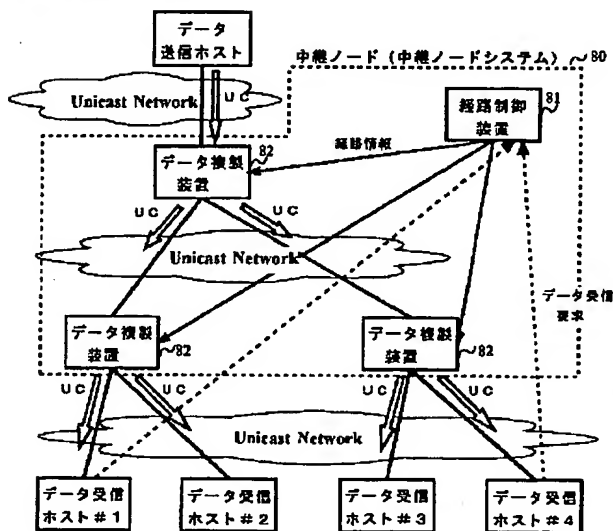 データ
送信ホスト
中継ノード（中継ノードシステム）
80
Unicast Network
UC
経路制御
装置
81
データ複製
装置
82
経路情報
UC
UC
Unicast Network
データ受信
要求
データ複製
装置
82
データ複製
装置
82
UC
UC
UC
UC
Unicast Network
データ受信
ホスト＃1
データ受信
ホスト＃2
データ受信
ホスト＃3
データ受信
ホスト＃4